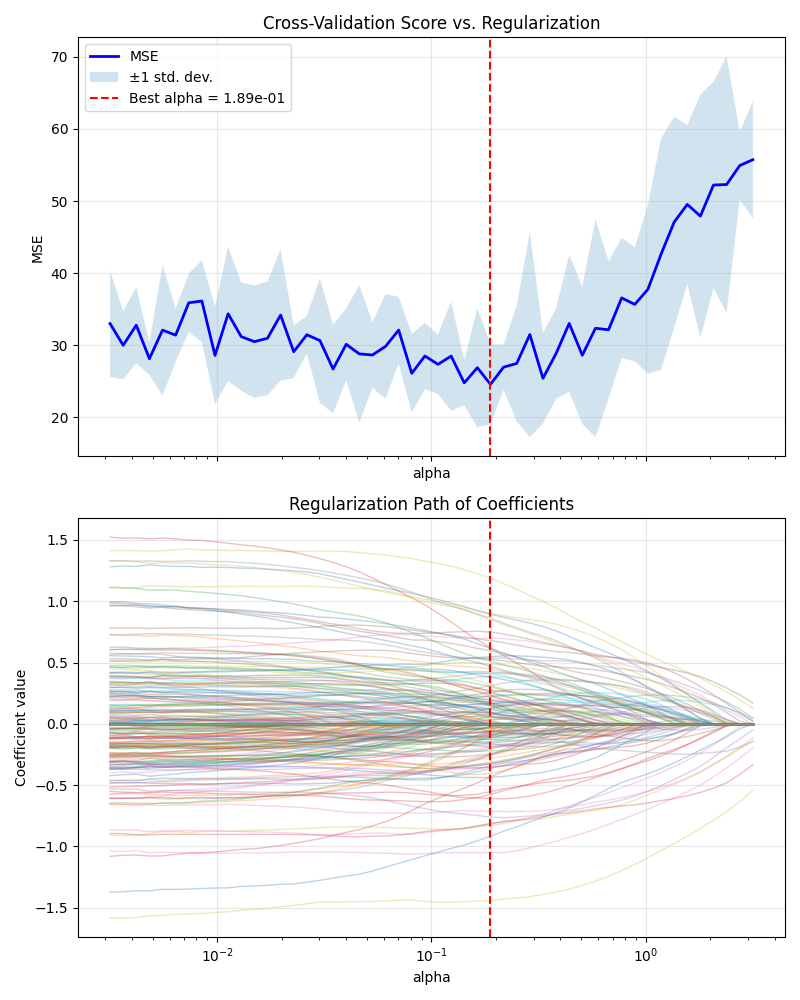 Cross-Validation Score vs. Regularization
MSE
±1 std. dev.
Best alpha = 1.89e-01
70
60
50
40
30
20
MSE
alpha
Regularization Path of Coefficients
1.5
1.0
0.5
0.0
−0.5
−1.0
−1.5
Coefficient value
10⁻²
10⁻¹
10⁰
alpha